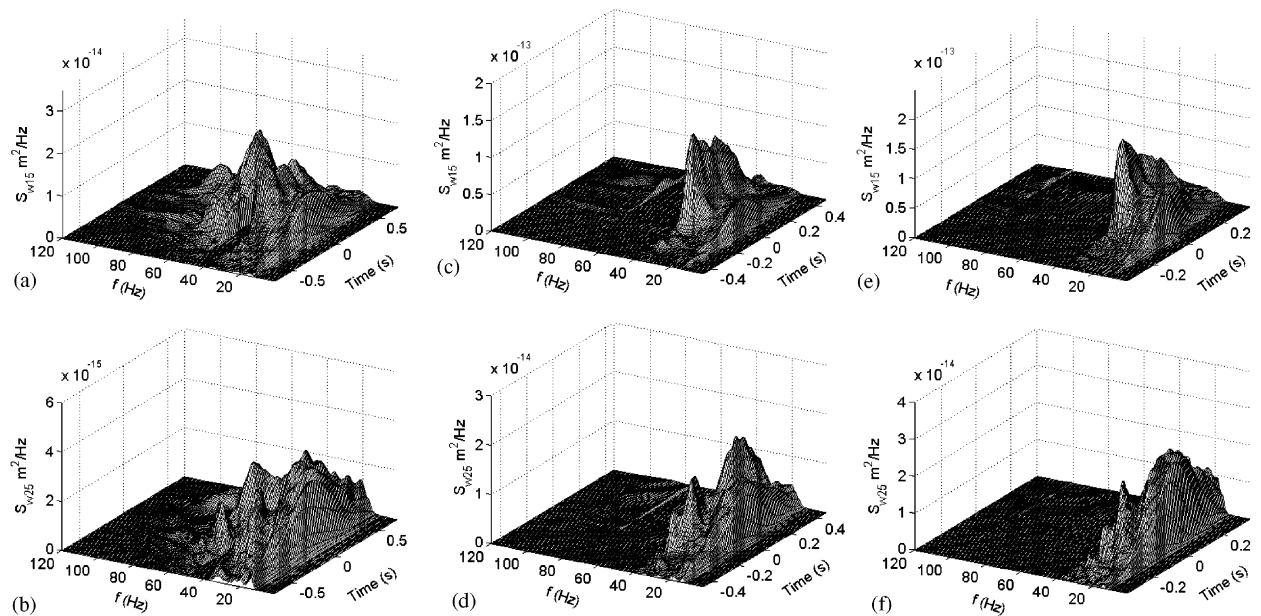 x 10^-14
3
2
1
0
S_w15 m^2/Hz
120 100 80 60 40 20
f (Hz)
-0.5 0 0.5
Time (s)
(a)
x 10^-13
2
1.5
1
0.5
0
S_w15 m^2/Hz
120 100 80 60 40 20
f (Hz)
-0.4 -0.2 0 0.2 0.4
Time (s)
(c)
x 10^-13
2
1.5
1
0.5
0
S_w15 m^2/Hz
120 100 80 60 40 20
f (Hz)
-0.2 0 0.2
Time (s)
(e)
x 10^-15
6
4
2
0
S_w25 m^2/Hz
120 100 80 60 40 20
f (Hz)
-0.5 0 0.5
Time (s)
(b)
x 10^-14
3
2
1
0
S_w25 m^2/Hz
120 100 80 60 40 20
f (Hz)
-0.4 -0.2 0 0.2 0.4
Time (s)
(d)
x 10^-14
4
3
2
1
0
S_w25 m^2/Hz
120 100 80 60 40 20
f (Hz)
-0.2 0 0.2
Time (s)
(f)